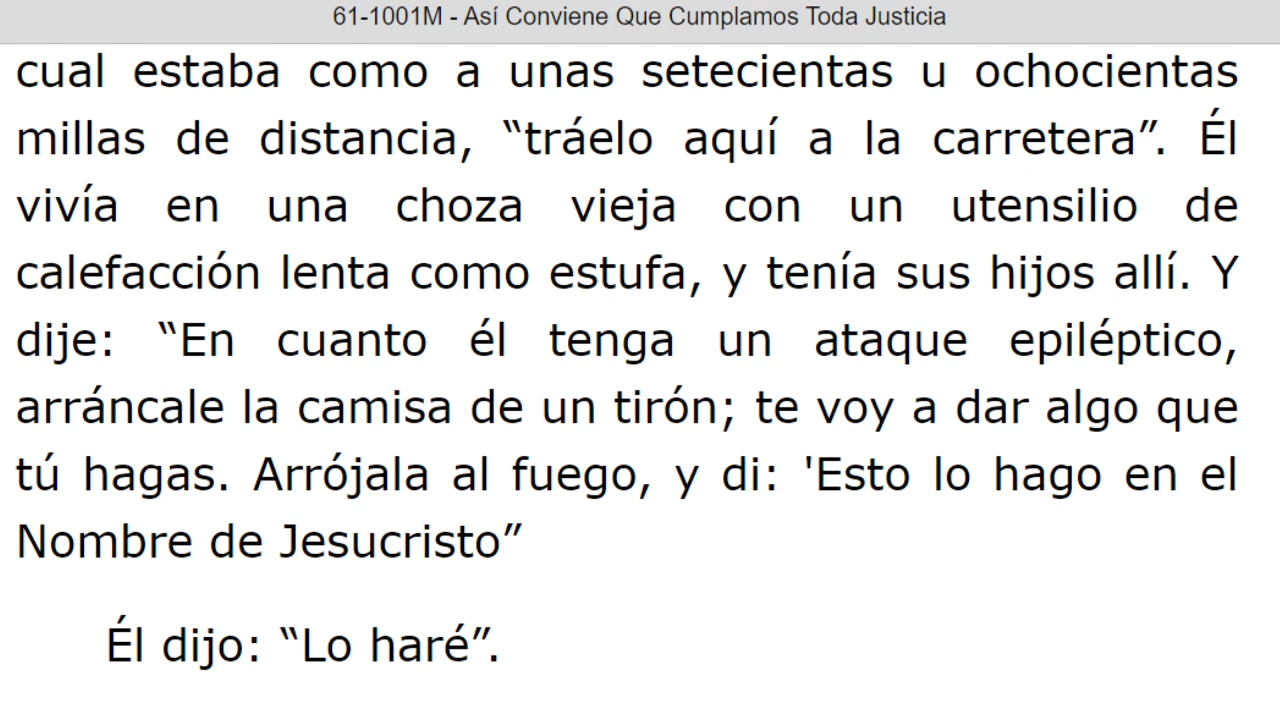 61-1001M - Así Conviene Que Cumplamos Toda Justicia
cual estaba como a unas setecientas u ochocientas
millas de distancia, “tráelo aquí a la carretera”. Él
vivía en una choza vieja con un utensilio de
calefacción lenta como estufa, y tenía sus hijos allí. Y
dije: “En cuanto él tenga un ataque epiléptico,
arráncale la camisa de un tirón; te voy a dar algo que
tú hagas. Arrójala al fuego, y di: 'Esto lo hago en el
Nombre de Jesucristo”
Él dijo: “Lo haré”.